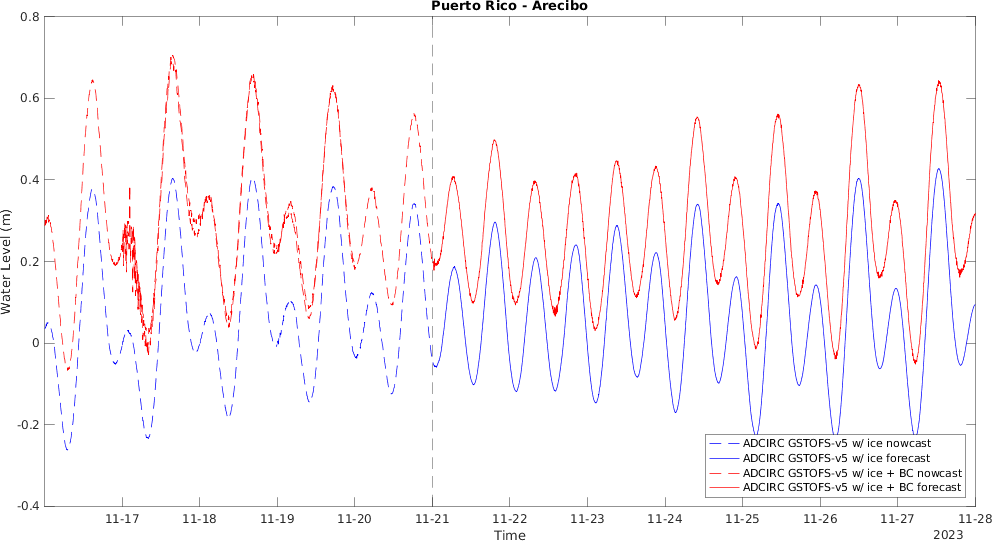 Puerto Rico - Arecibo
0.8
0.6
0.4
0.2
0
-0.2
-0.4
Water Level (m)
ADCIRC GSTOFS-v5 w/ ice nowcast
ADCIRC GSTOFS-v5 w/ ice forecast
ADCIRC GSTOFS-v5 w/ ice + BC nowcast
ADCIRC GSTOFS-v5 w/ ice + BC forecast
11-17 11-18 11-19 11-20 11-21 11-22 11-23 11-24 11-25 11-26 11-27 11-28
Time
2023